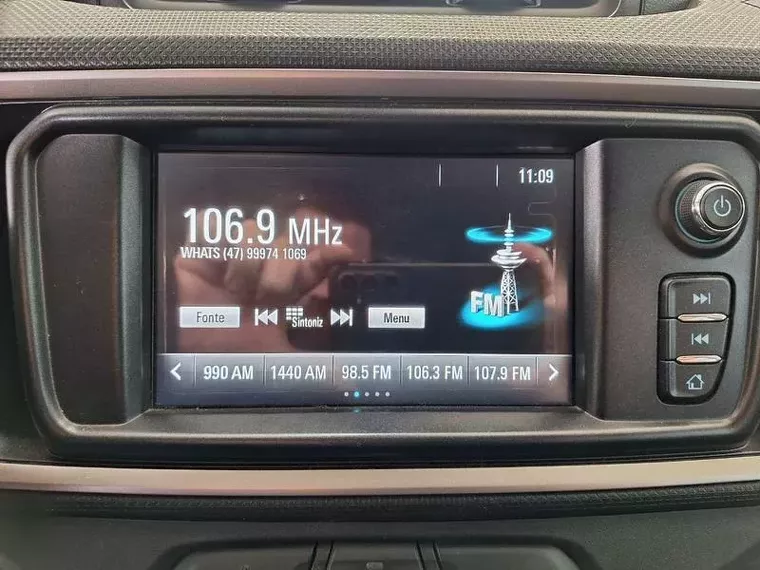 11:09
106.9 MHz
WHATS (47) 99974 1069
FM
Fonte Sintoniz Menu
990 AM 1440 AM 98.5 FM 106.3 FM 107.9 FM